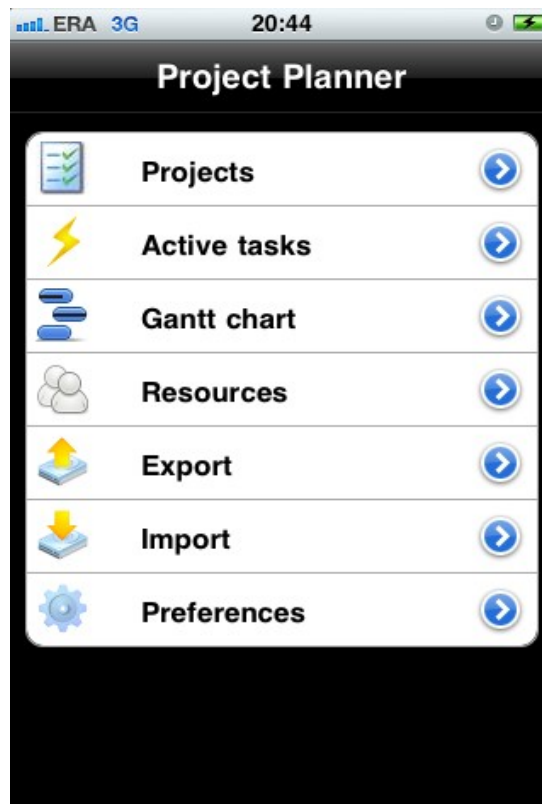 ERA 3G 20:44
Project Planner
Projects
Active tasks
Gantt chart
Resources
Export
Import
Preferences